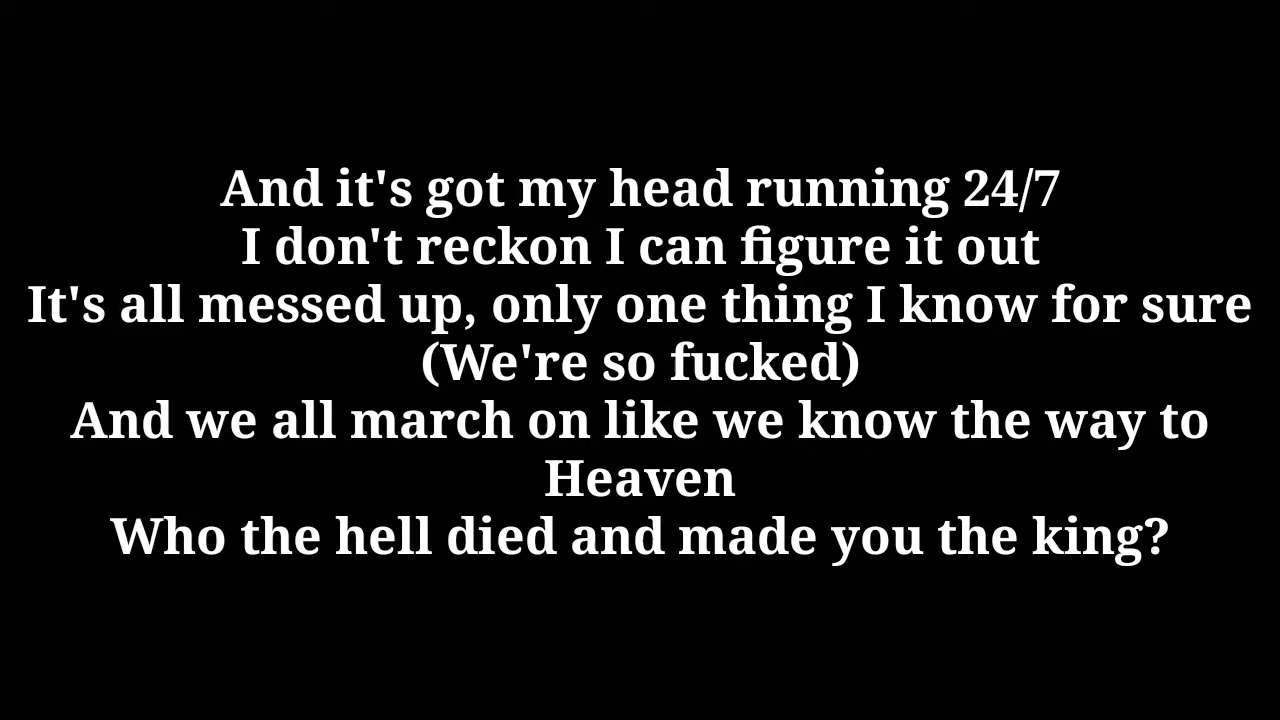 And it's got my head running 24/7
I don't reckon I can figure it out
It's all messed up, only one thing I know for sure
(We're so fucked)
And we all march on like we know the way to
Heaven
Who the hell died and made you the king?